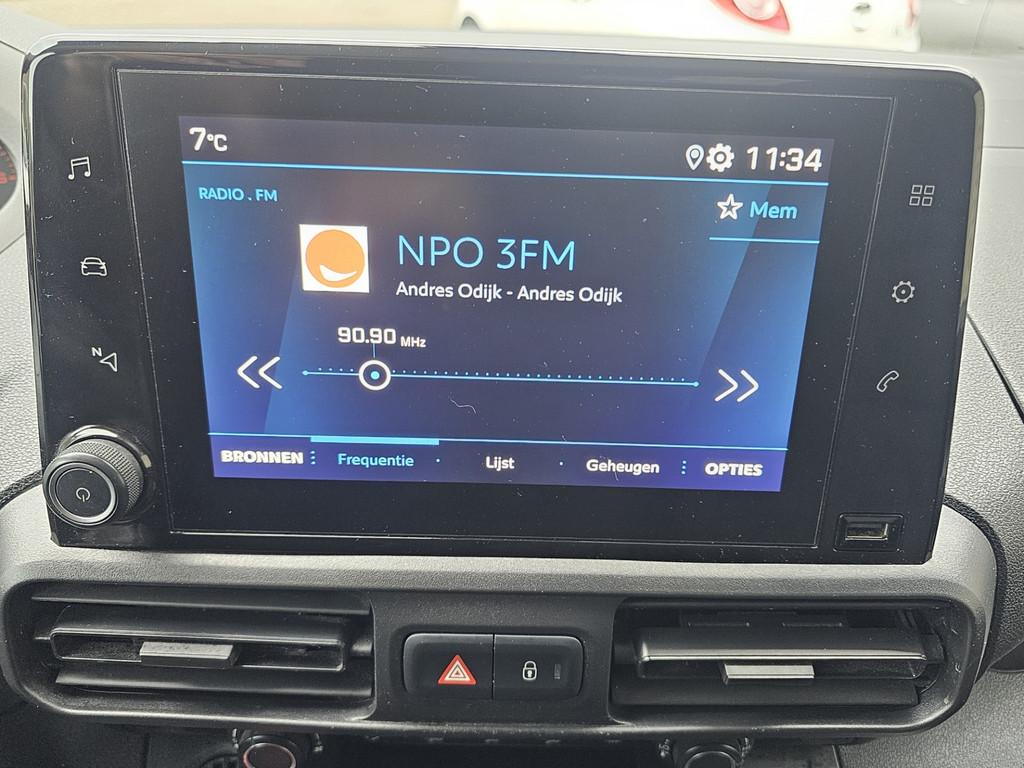 7°C
11:34
RADIO . FM
Mem
NPO 3FM
Andres Odijk - Andres Odijk
90.90 MHz
N
BRONNEN
Frequentie
Lijst
Geheugen
OPTIES